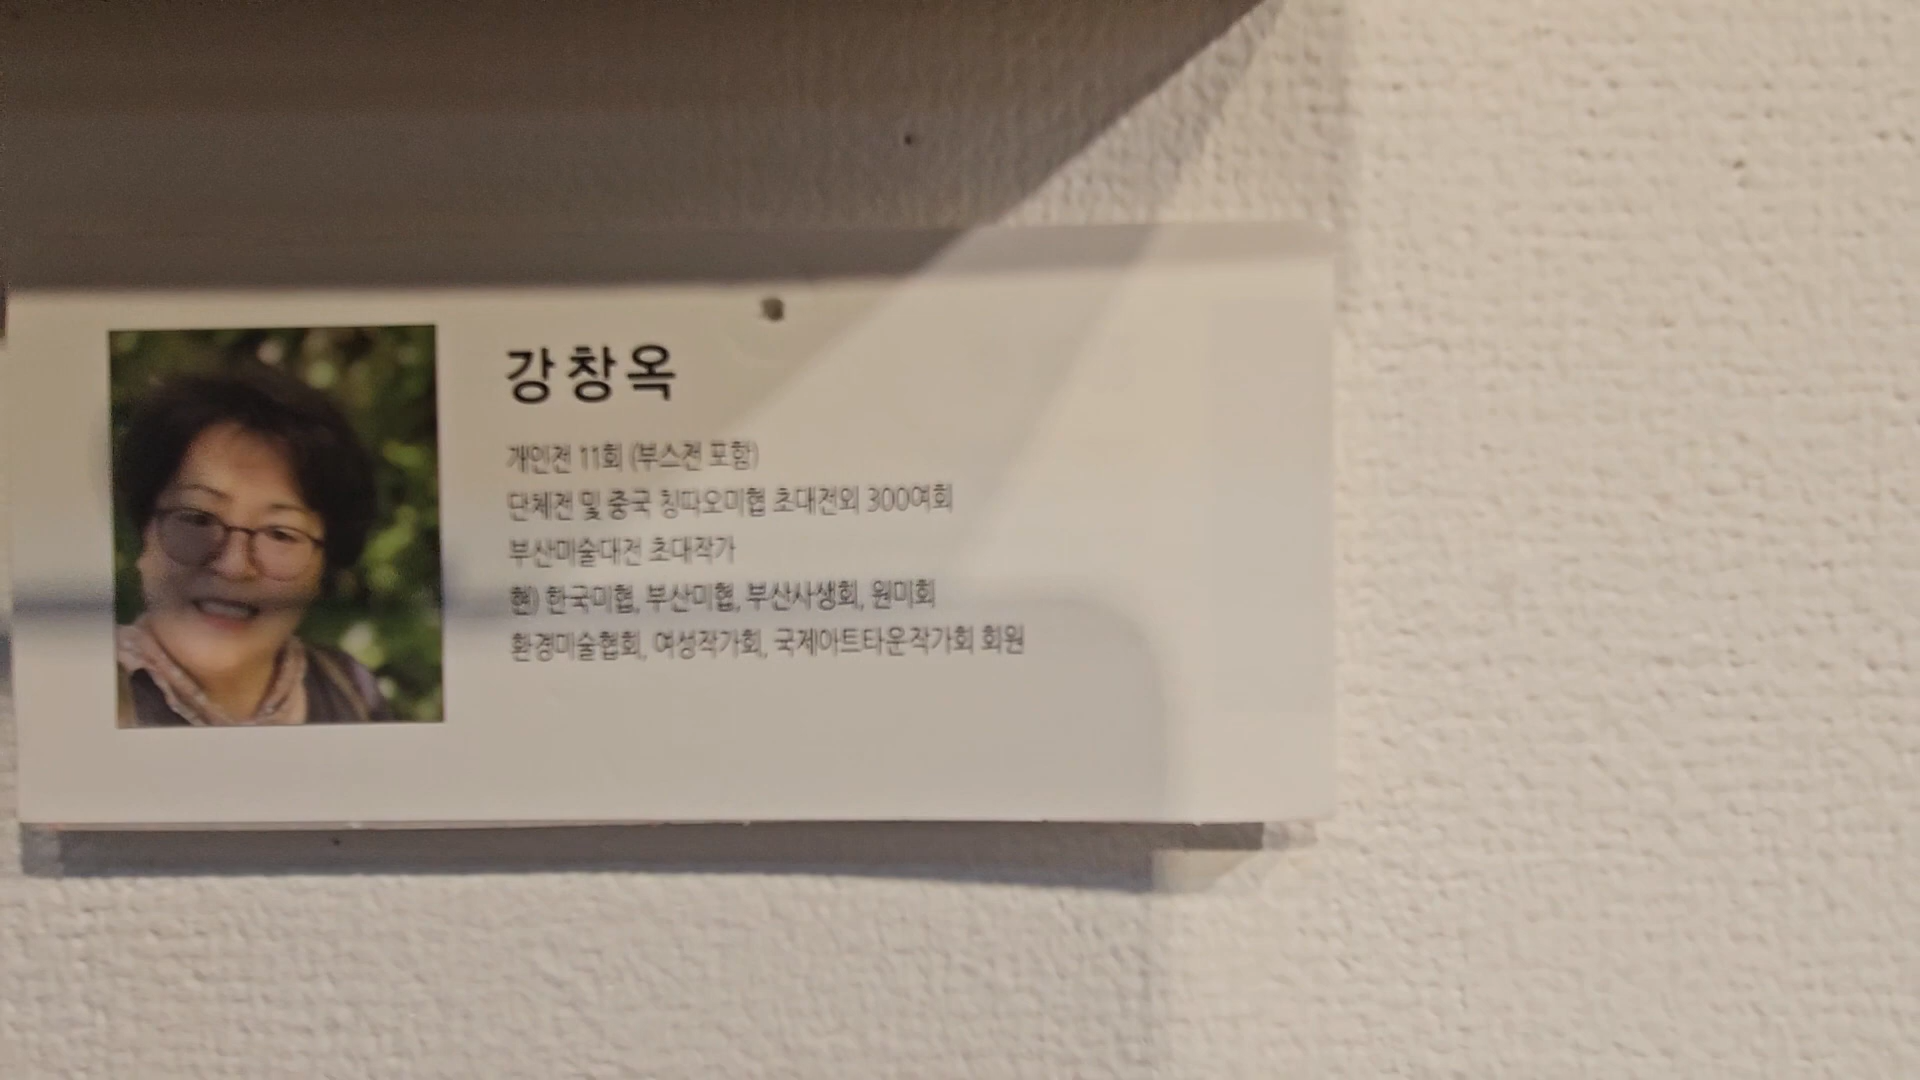 강창옥
개인전 11회 (부스전 포함)
단체전 및 중국 칭따오미협 초대전외 300여회
부산미술대전 초대작가
현) 한국미협, 부산미협, 부산사생회, 원미회
환경미술협회, 여성작가회, 국제아트타운작가회 회원